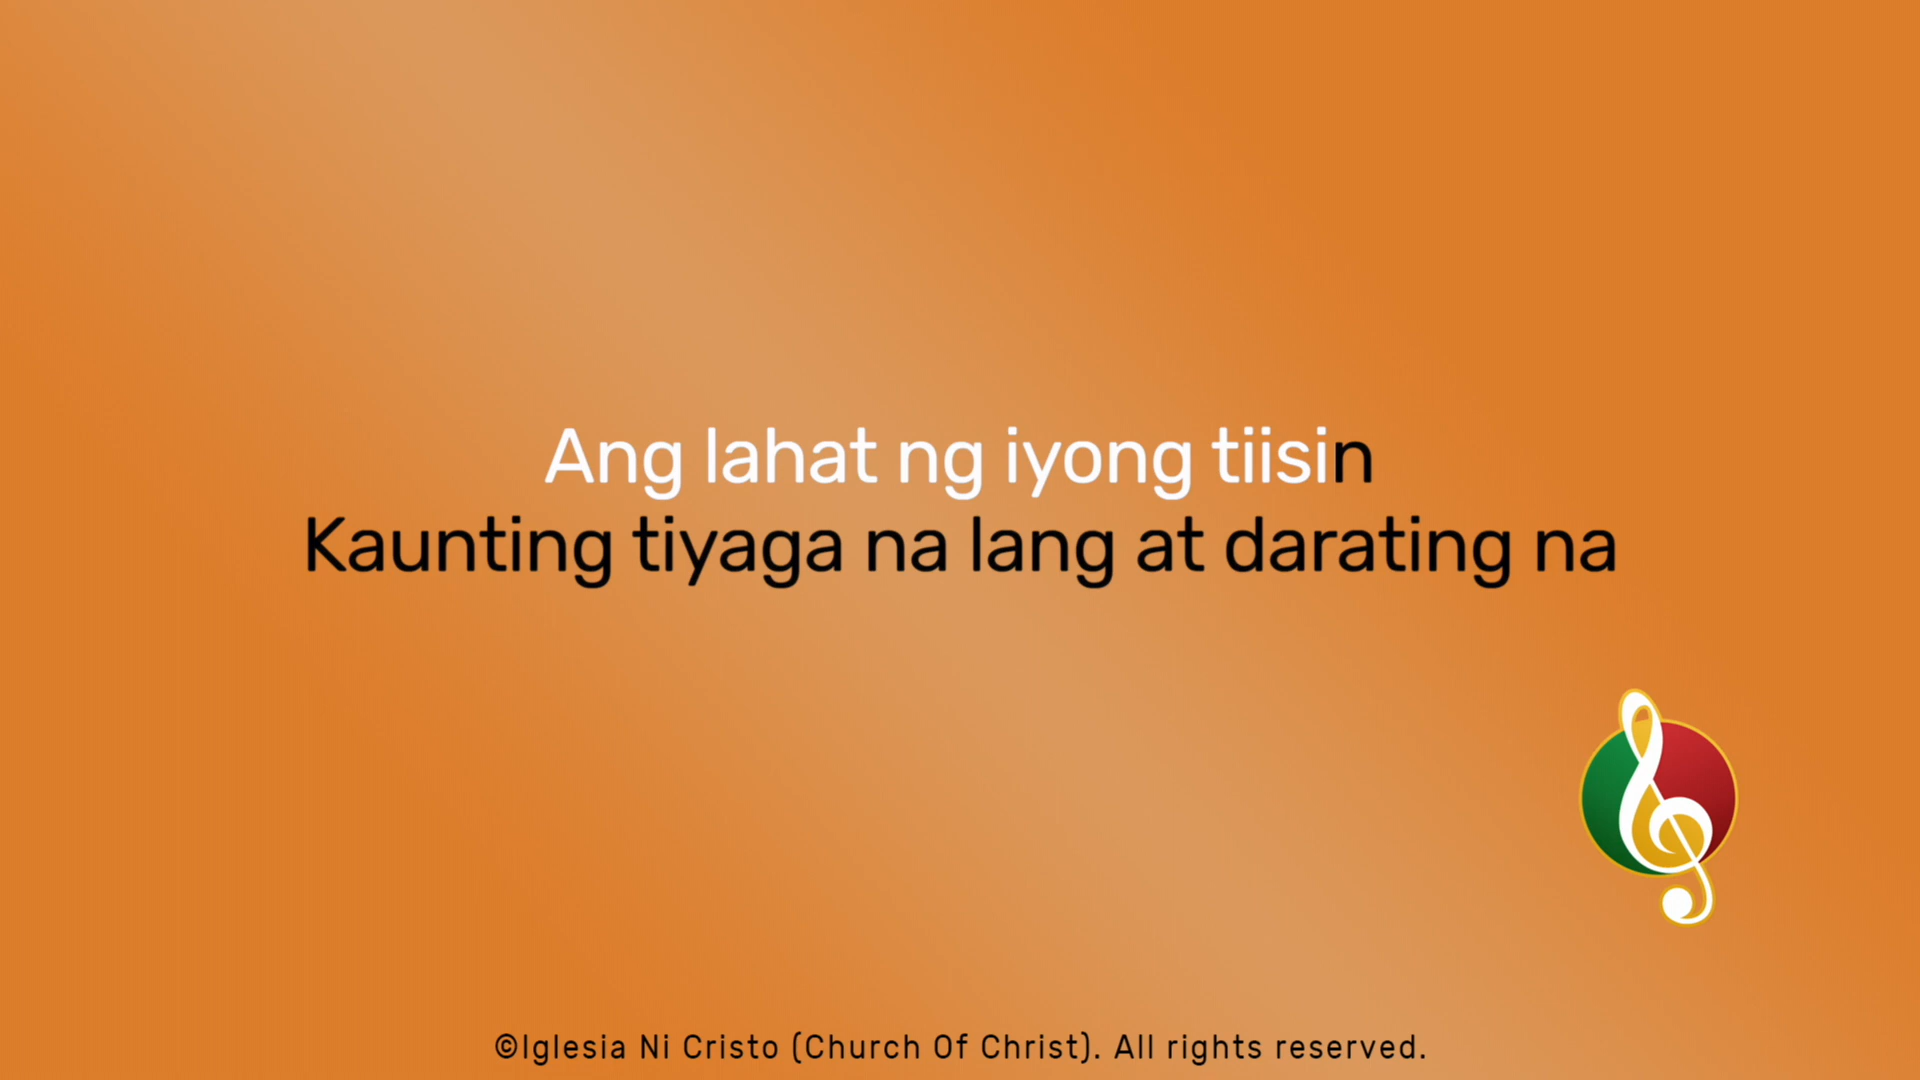 Ang lahat ng iyong tiisin
Kaunting tiyaga na lang at darating na
©Iglesia Ni Cristo (Church Of Christ). All rights reserved.